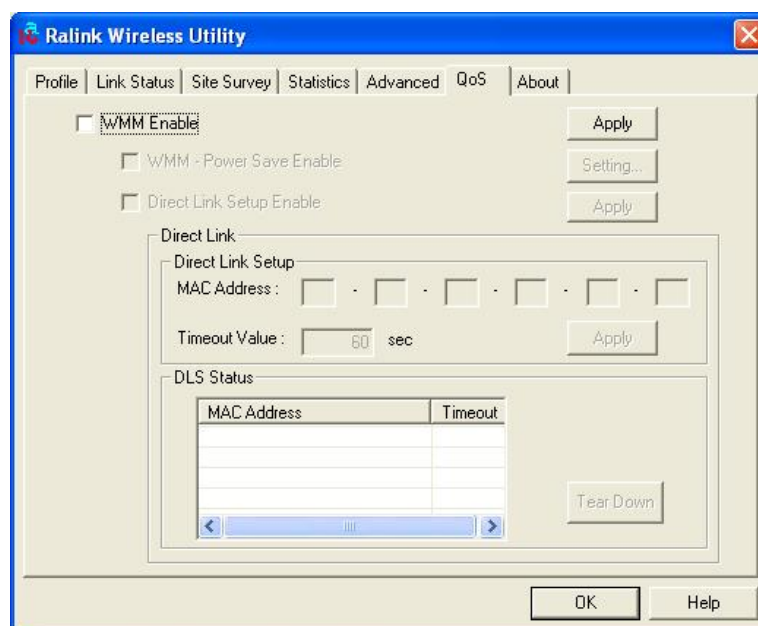 Ralink Wireless Utility
Profile Link Status Site Survey Statistics Advanced QoS About
WMM Enable Apply
WMM - Power Save Enable Setting...
Direct Link Setup Enable Apply
Direct Link
Direct Link Setup
MAC Address : - - - - -
Timeout Value : 60 sec Apply
DLS Status
MAC Address Timeout
Tear Down
OK Help